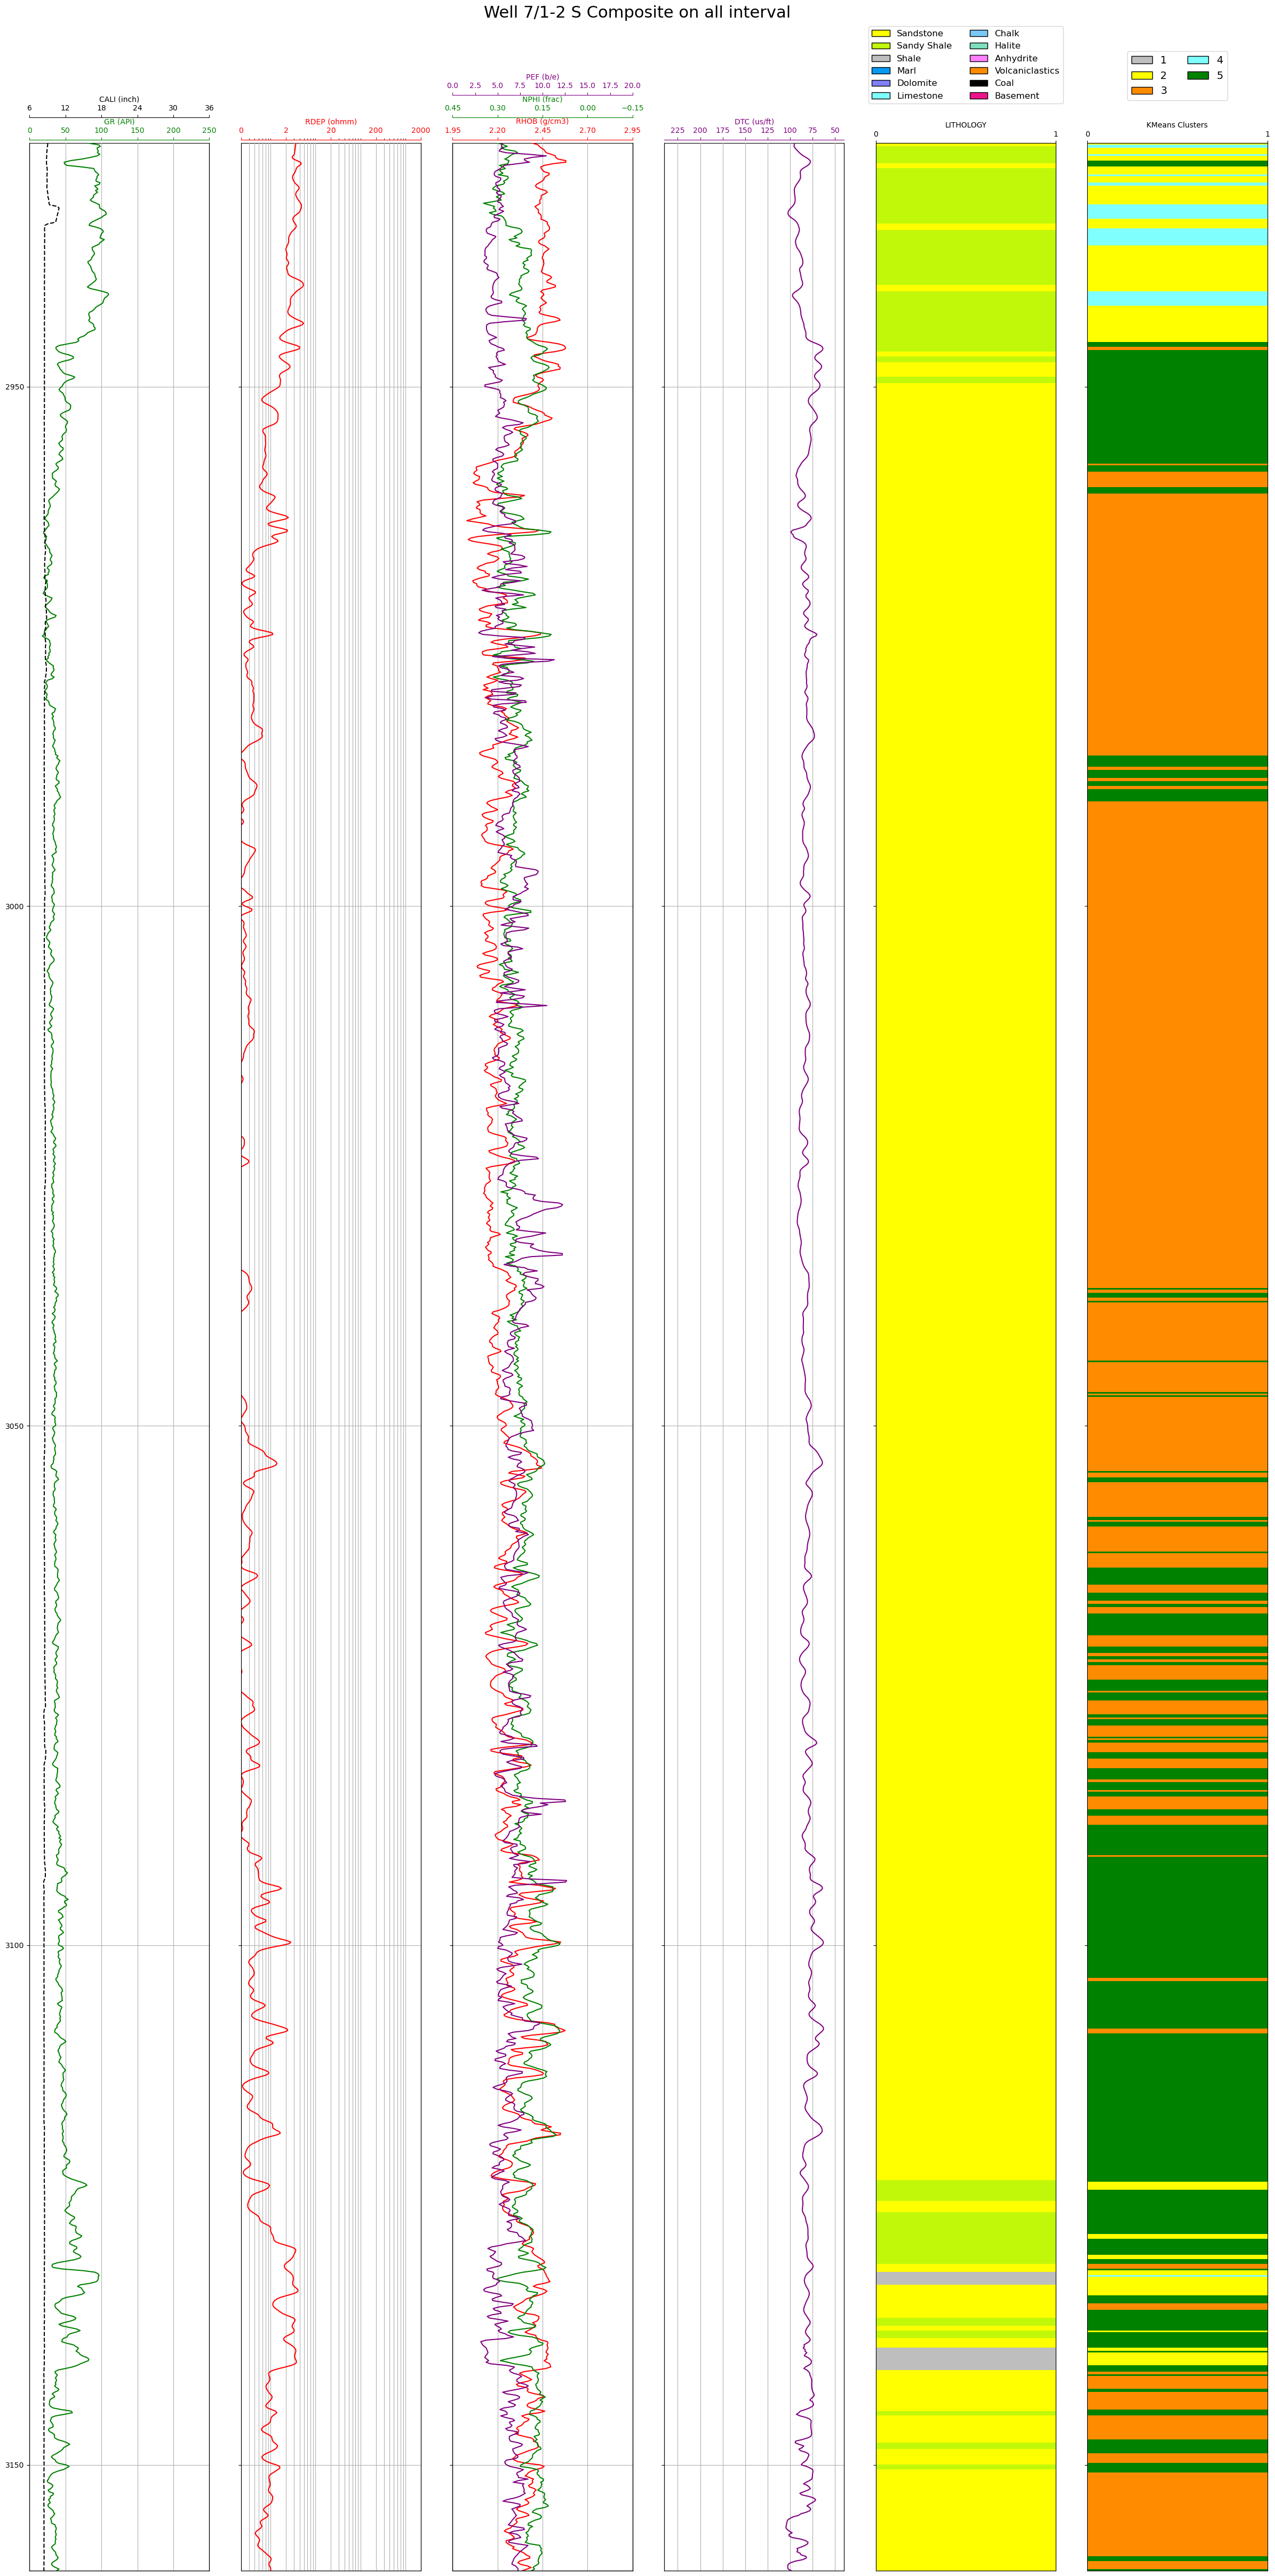 Well 7/1-2 S Composite on all interval
Sandstone Chalk
Sandy Shale Halite
Shale Anhydrite
Marl Volcaniclastics
Dolomite Coal
Limestone Basement
1 4
2 5
3
PEF (b/e)
0.0 2.5 5.0 7.5 10.0 12.5 15.0 17.5 20.0
CALI (inch) NPHI (frac)
6 12 18 24 30 36 0.45 0.30 0.15 0.00 −0.15
GR (API) RDEP (ohmm) RHOB (g/cm3) DTC (us/ft) LITHOLOGY KMeans Clusters
0 50 100 150 200 250 0 2 20 200 2000 1.95 2.20 2.45 2.70 2.95 225 200 175 150 125 100 75 50 0 1 0 1
2950
3000
3050
3100
3150